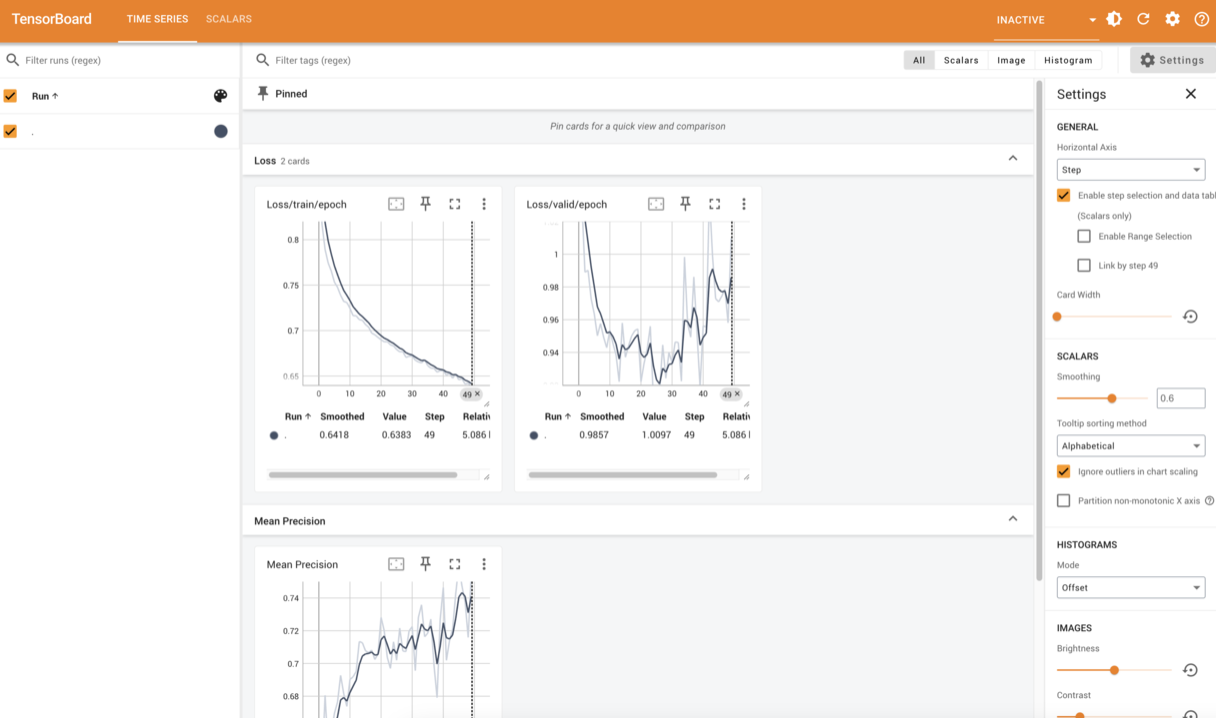 TensorBoard TIME SERIES SCALARS INACTIVE
Filter runs (regex)
Run
.
Filter tags (regex) All Scalars Image Histogram Settings
Pinned
Pin cards for a quick view and comparison
Loss 2 cards
Loss/train/epoch
0.8
0.75
0.7
0.65
0 10 20 30 40 49
Run Smoothed Value Step Relativ
. 0.6418 0.6383 49 5.086
Loss/valid/epoch
1
0.98
0.96
0.94
0 10 20 30 40 49
Run Smoothed Value Step Relativ
. 0.9857 1.0097 49 5.086
Mean Precision
Mean Precision
0.74
0.72
0.7
0.68
Settings
GENERAL
Horizontal Axis
Step
Enable step selection and data tabl
(Scalars only)
Enable Range Selection
Link by step 49
Card Width
SCALARS
Smoothing
0.6
Tooltip sorting method
Alphabetical
Ignore outliers in chart scaling
Partition non-monotonic X axis
HISTOGRAMS
Mode
Offset
IMAGES
Brightness
Contrast